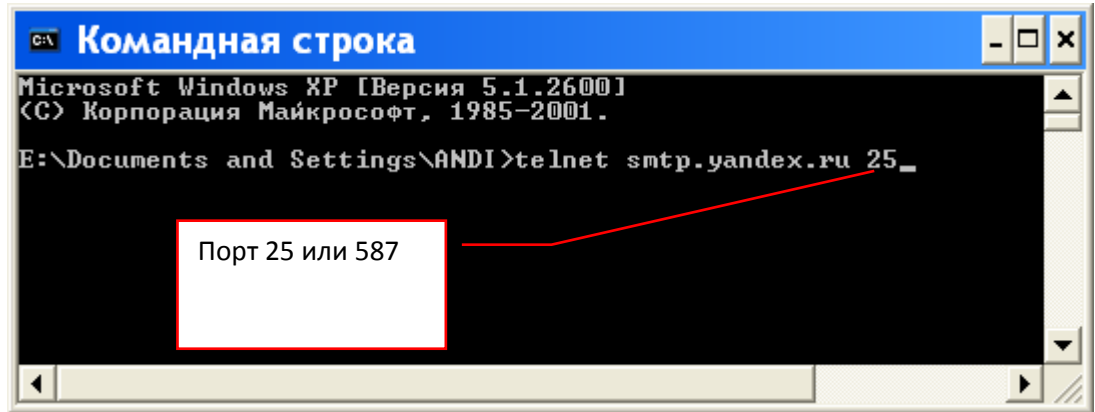 Командная строка
Microsoft Windows XP [Версия 5.1.2600]
(С) Корпорация Майкрософт, 1985-2001.
E:\Documents and Settings\ANDI>telnet smtp.yandex.ru 25_
Порт 25 или 587